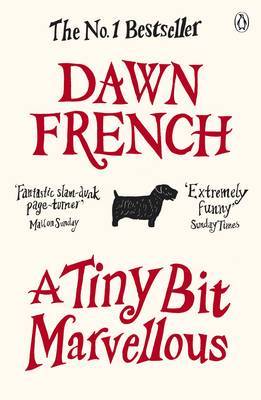 The No.1 Bestseller
DAWN
FRENCH
'Fantastic slam-dunk
page-turner'
Mail on Sunday
'Extremely
funny'
Sunday Times
A Tiny Bit
Marvellous